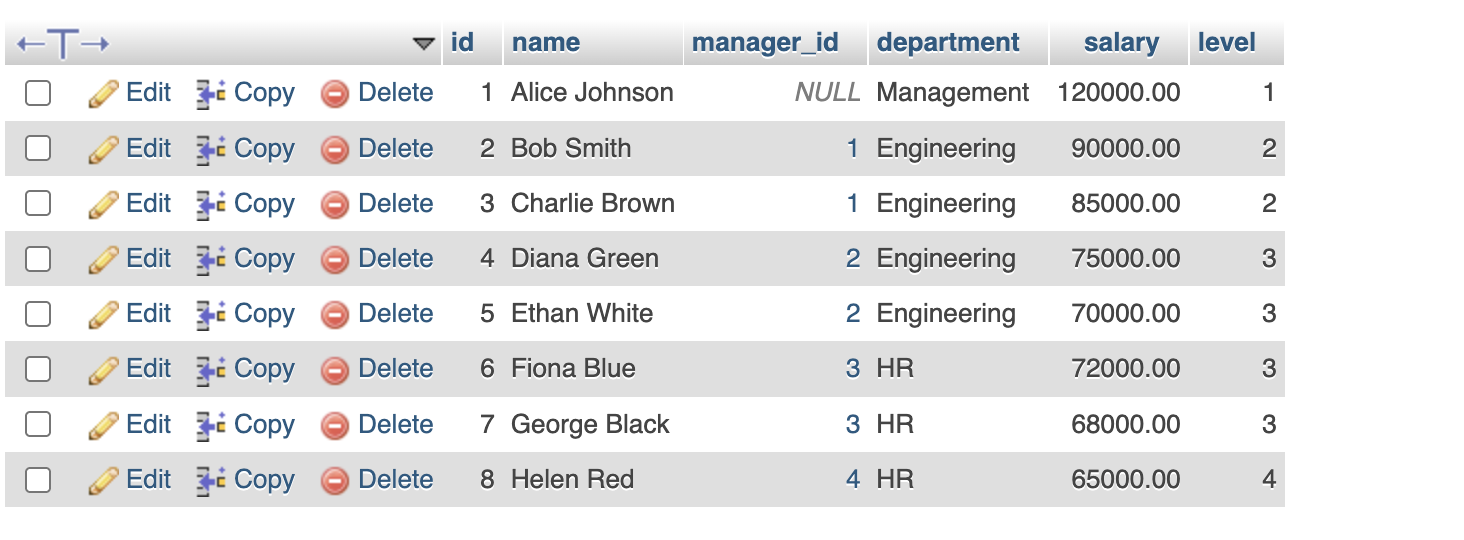 id name manager_id department salary level
Edit Copy Delete 1 Alice Johnson NULL Management 120000.00 1
Edit Copy Delete 2 Bob Smith 1 Engineering 90000.00 2
Edit Copy Delete 3 Charlie Brown 1 Engineering 85000.00 2
Edit Copy Delete 4 Diana Green 2 Engineering 75000.00 3
Edit Copy Delete 5 Ethan White 2 Engineering 70000.00 3
Edit Copy Delete 6 Fiona Blue 3 HR 72000.00 3
Edit Copy Delete 7 George Black 3 HR 68000.00 3
Edit Copy Delete 8 Helen Red 4 HR 65000.00 4